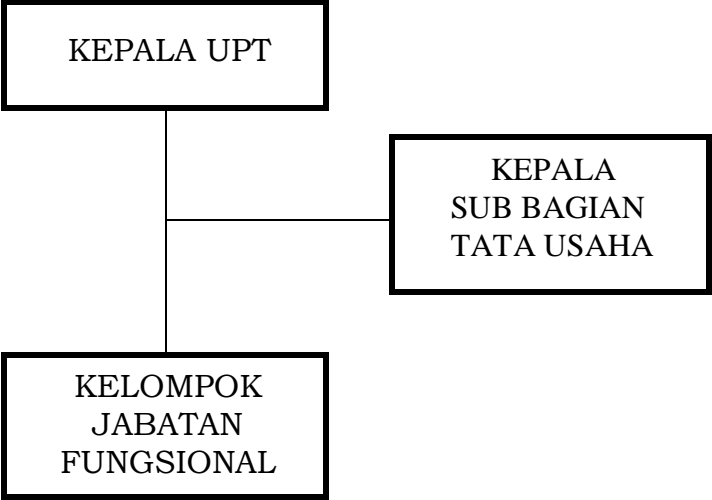 KEPALA UPT
KEPALA
SUB BAGIAN
TATA USAHA
KELOMPOK
JABATAN
FUNGSIONAL